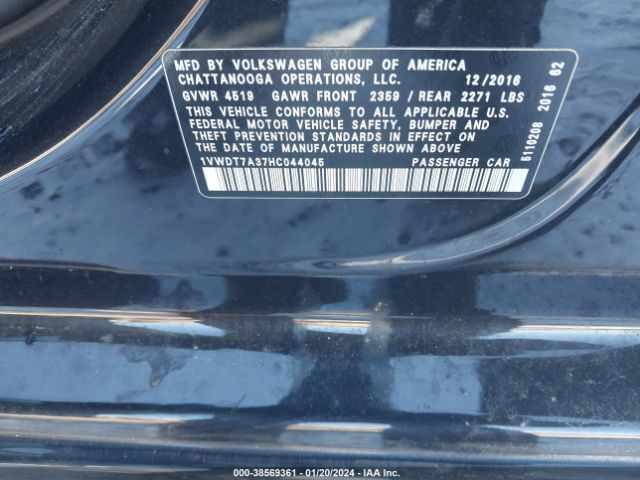 MFD BY VOLKSWAGEN GROUP OF AMERICA
CHATTANOOGA OPERATIONS, LLC. 12/2016
GVWR 4519 GAWR FRONT 2359 / REAR 2271 LBS
THIS VEHICLE CONFORMS TO ALL APPLICABLE U.S.
FEDERAL MOTOR VEHICLE SAFETY, BUMPER AND
THEFT PREVENTION STANDARDS IN EFFECT ON
THE DATE OF MANUFACTURE SHOWN ABOVE
1VWDT7A37HC044045 PASSENGER CAR
5110208 2016 62
000-38569361 - 01/20/2024 - IAA Inc.